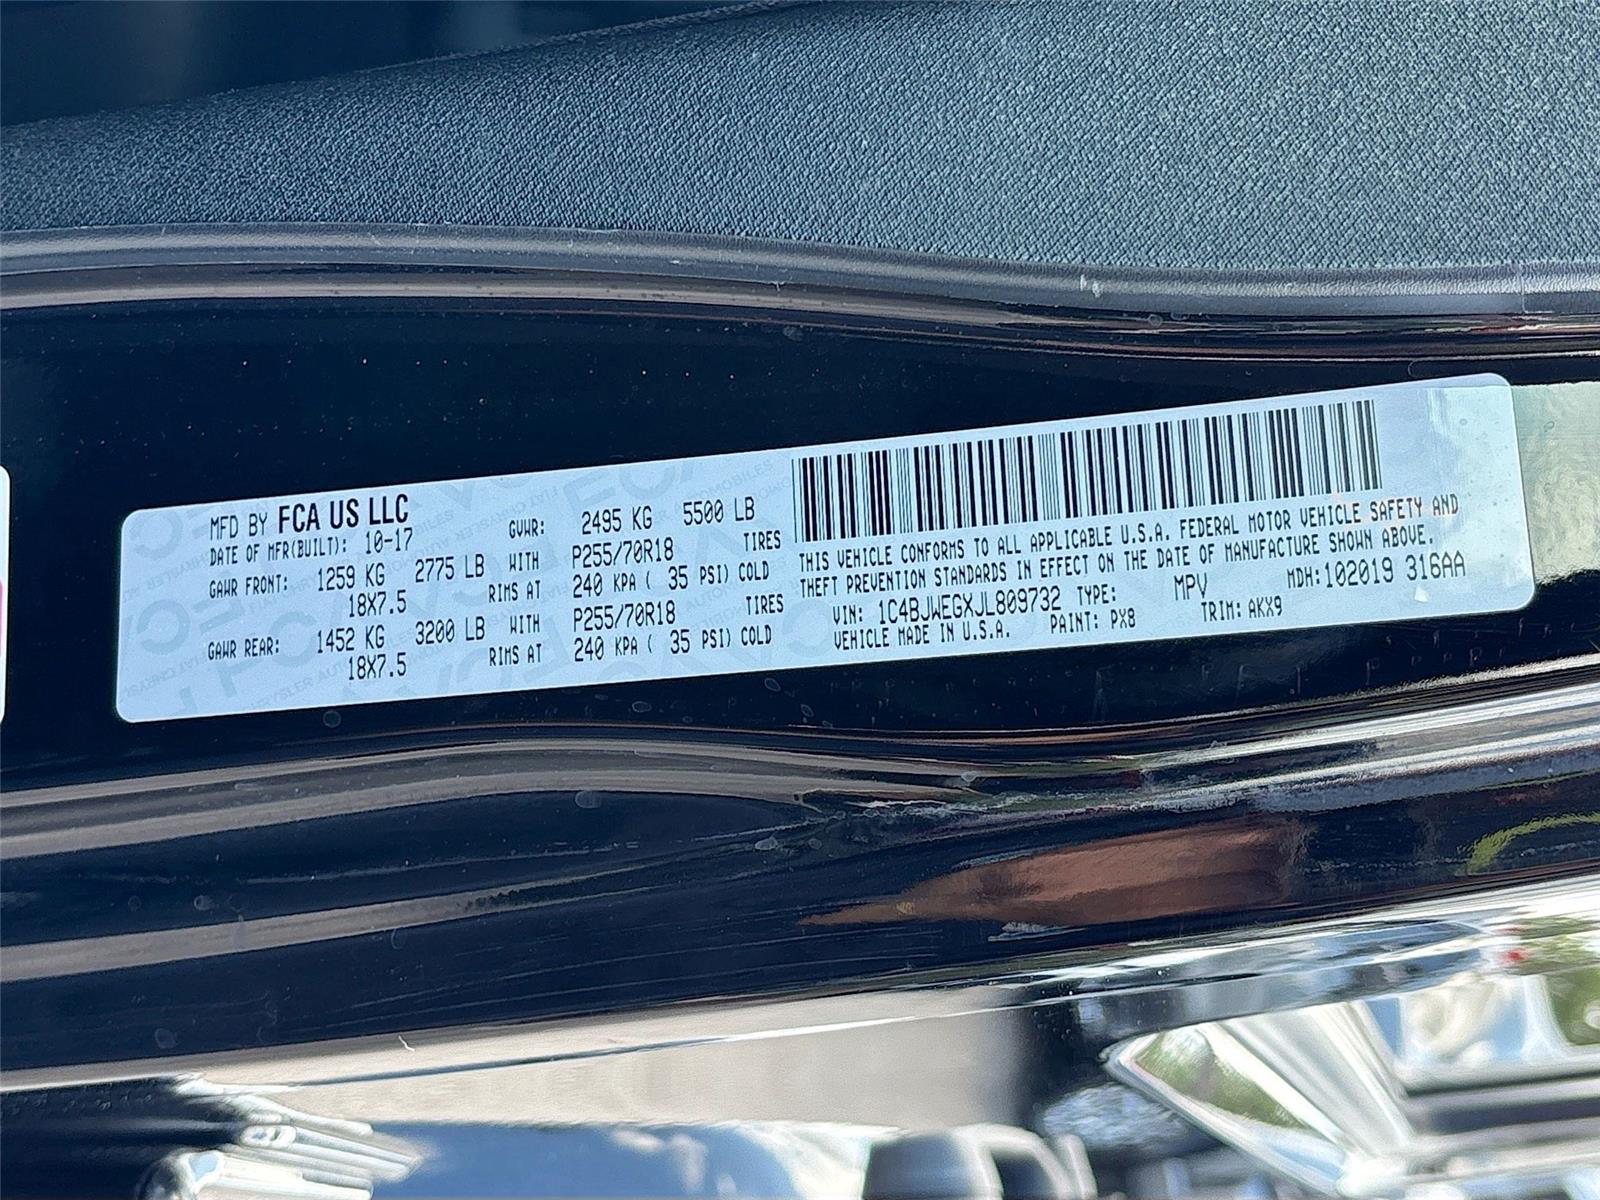 MFD BY FCA US LLC
DATE OF MFR(BUILT): 10-17 GVWR: 2495 KG 5500 LB
GAWR FRONT: 1259 KG 2775 LB WITH P255/70R18 TIRES
18X7.5 RIMS AT 240 KPA ( 35 PSI) COLD
GAWR REAR: 1452 KG 3200 LB WITH P255/70R18 TIRES
18X7.5 RIMS AT 240 KPA ( 35 PSI) COLD
THIS VEHICLE CONFORMS TO ALL APPLICABLE U.S.A. FEDERAL MOTOR VEHICLE SAFETY AND
THEFT PREVENTION STANDARDS IN EFFECT ON THE DATE OF MANUFACTURE SHOWN ABOVE.
VIN: 1C4BJWEGXJL809732 TYPE: MPV MDH:102019 316AA
VEHICLE MADE IN U.S.A. PAINT: PX8 TRIM: AKX9